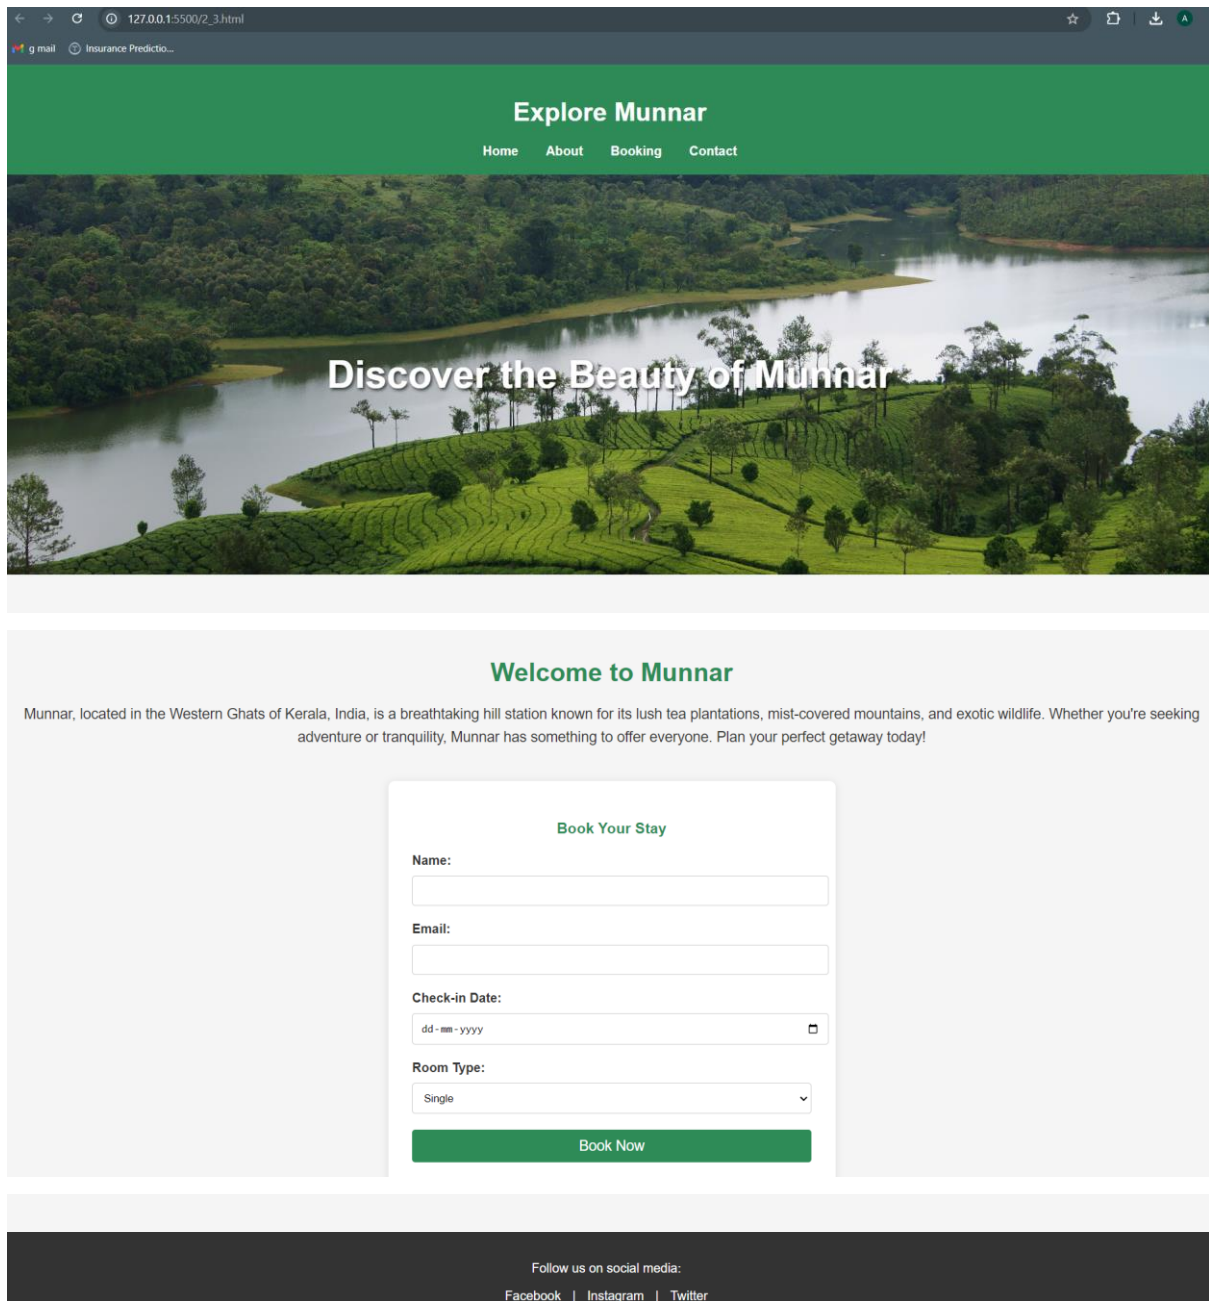 127.0.0.1:5500/2_3.html
A
g mail
Insurance Predictio...
Explore Munnar
Home About Booking Contact
Discover the Beauty of Munnar
Welcome to Munnar
Munnar, located in the Western Ghats of Kerala, India, is a breathtaking hill station known for its lush tea plantations, mist-covered mountains, and exotic wildlife. Whether you're seeking
adventure or tranquility, Munnar has something to offer everyone. Plan your perfect getaway today!
Book Your Stay
Name:
Email:
Check-in Date:
dd-mm-yyyy
Room Type:
Single
Book Now
Follow us on social media:
Facebook | Instagram | Twitter